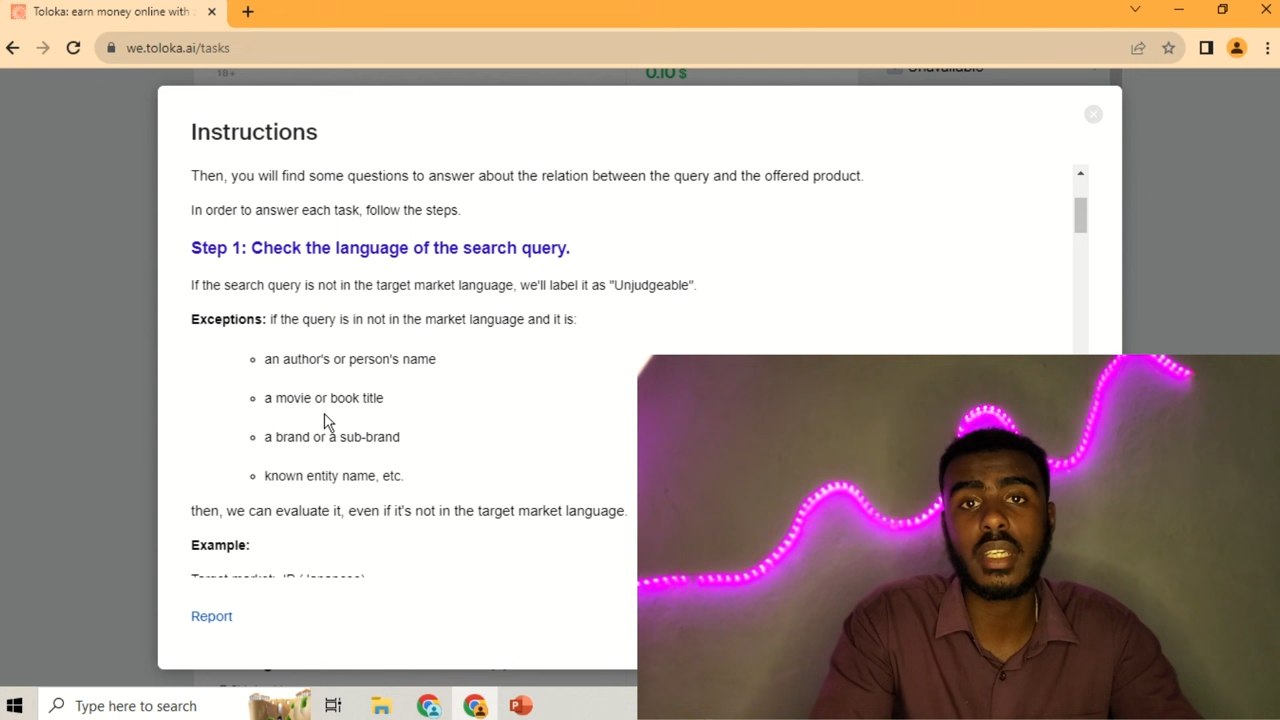 Toloka: earn money online with
we.toloka.ai/tasks
18+
0.10 $
Unavailable
Instructions
Then, you will find some questions to answer about the relation between the query and the offered product.
In order to answer each task, follow the steps.
Step 1: Check the language of the search query.
If the search query is not in the target market language, we'll label it as "Unjudgeable".
Exceptions: if the query is in not in the market language and it is:
an author's or person's name
a movie or book title
a brand or a sub-brand
known entity name, etc.
then, we can evaluate it, even if it's not in the target market language.
Example:
Target market: JP (Japanese)
Report
Type here to search